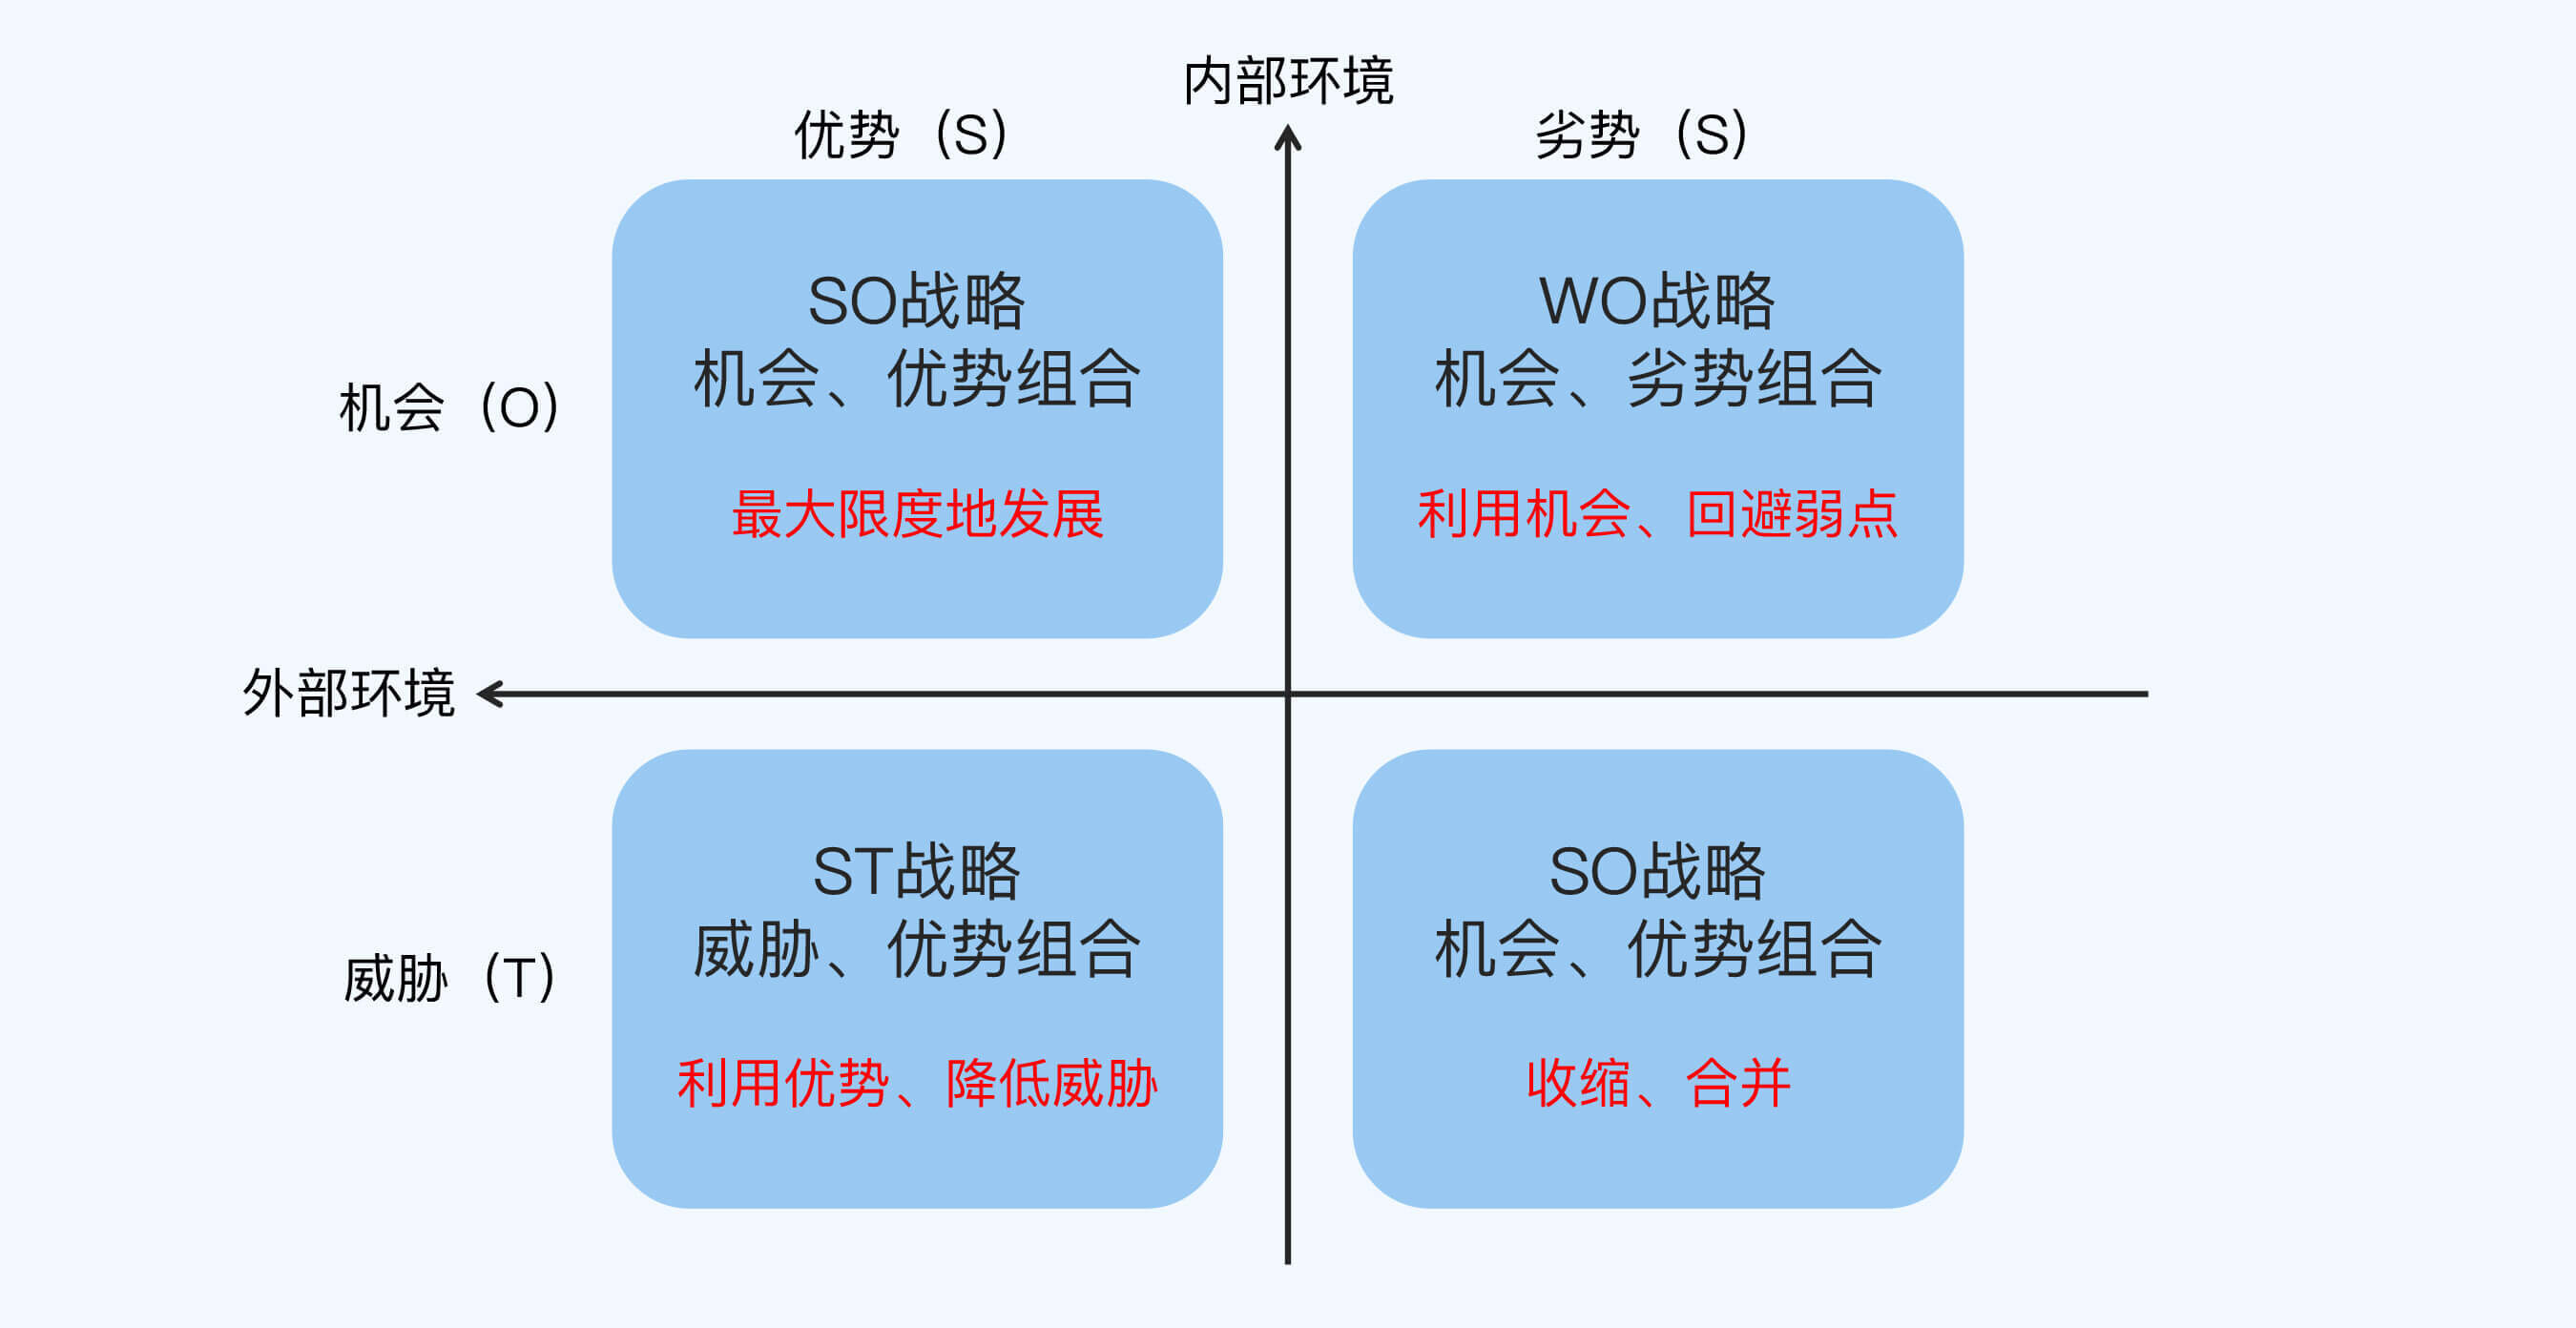 内部环境
优势（S）
劣势（S）
机会（O）
SO战略
机会、优势组合
最大限度地发展
WO战略
机会、劣势组合
利用机会、回避弱点
外部环境
威胁（T）
ST战略
威胁、优势组合
利用优势、降低威胁
SO战略
机会、优势组合
收缩、合并